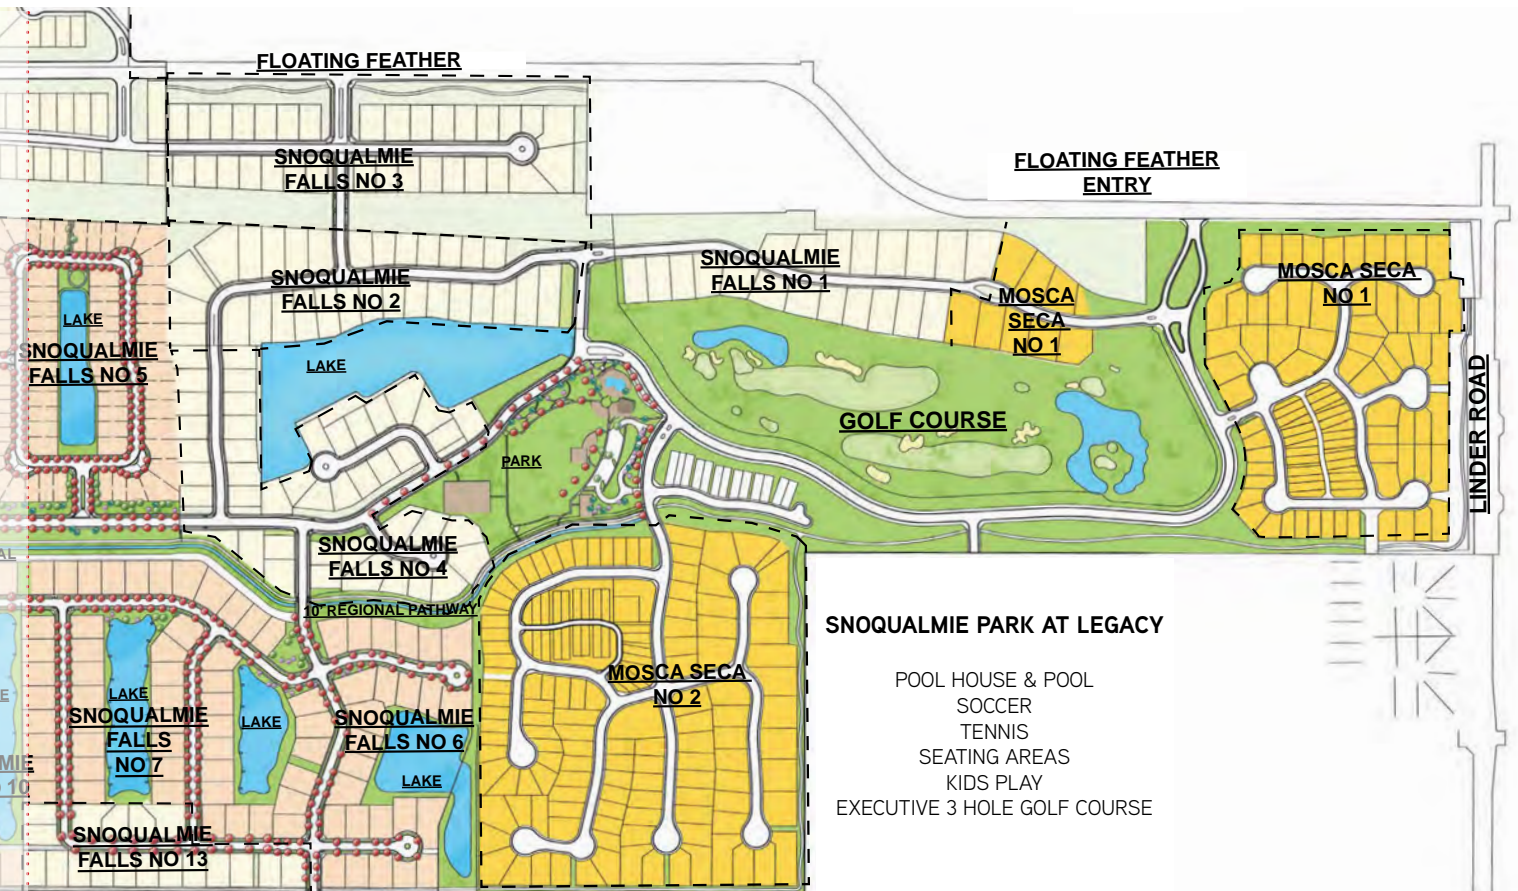 FLOATING FEATHER
SNOQUALMIE
FALLS NO 3
FLOATING FEATHER
ENTRY
SNOQUALMIE
FALLS NO 1
MOSCA SECA
NO 1
SNOQUALMIE
FALLS NO 2
MOSCA
SECA
NO 1
LAKE
SNOQUALMIE
FALLS NO 5
LAKE
LINDER ROAD
GOLF COURSE
PARK
SNOQUALMIE
FALLS NO 4
10' REGIONAL PATHWAY
SNOQUALMIE PARK AT LEGACY
POOL HOUSE & POOL
SOCCER
TENNIS
SEATING AREAS
KIDS PLAY
EXECUTIVE 3 HOLE GOLF COURSE
MOSCA SECA
NO 2
LAKE
SNOQUALMIE
FALLS
NO 7
LAKE
SNOQUALMIE
FALLS NO 6
LAKE
10
SNOQUALMIE
FALLS NO 13